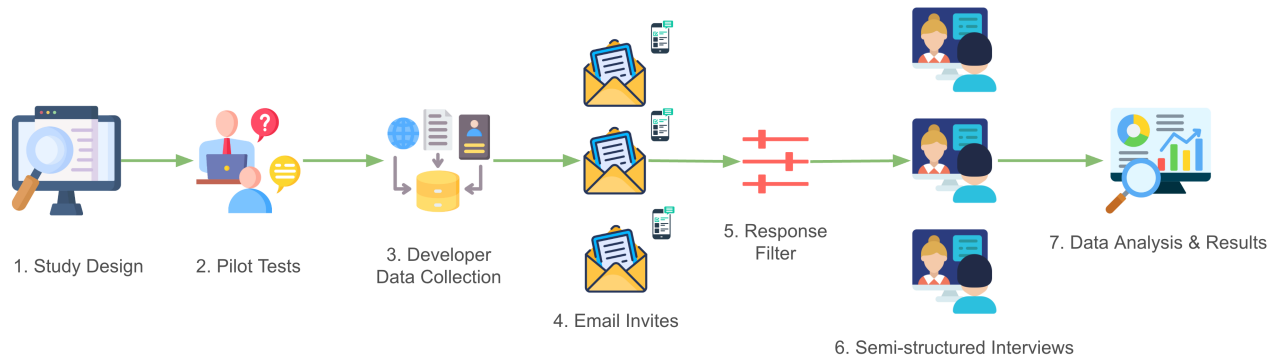 1. Study Design
2. Pilot Tests
3. Developer
Data Collection
4. Email Invites
5. Response
Filter
6. Semi-structured Interviews
7. Data Analysis & Results
?